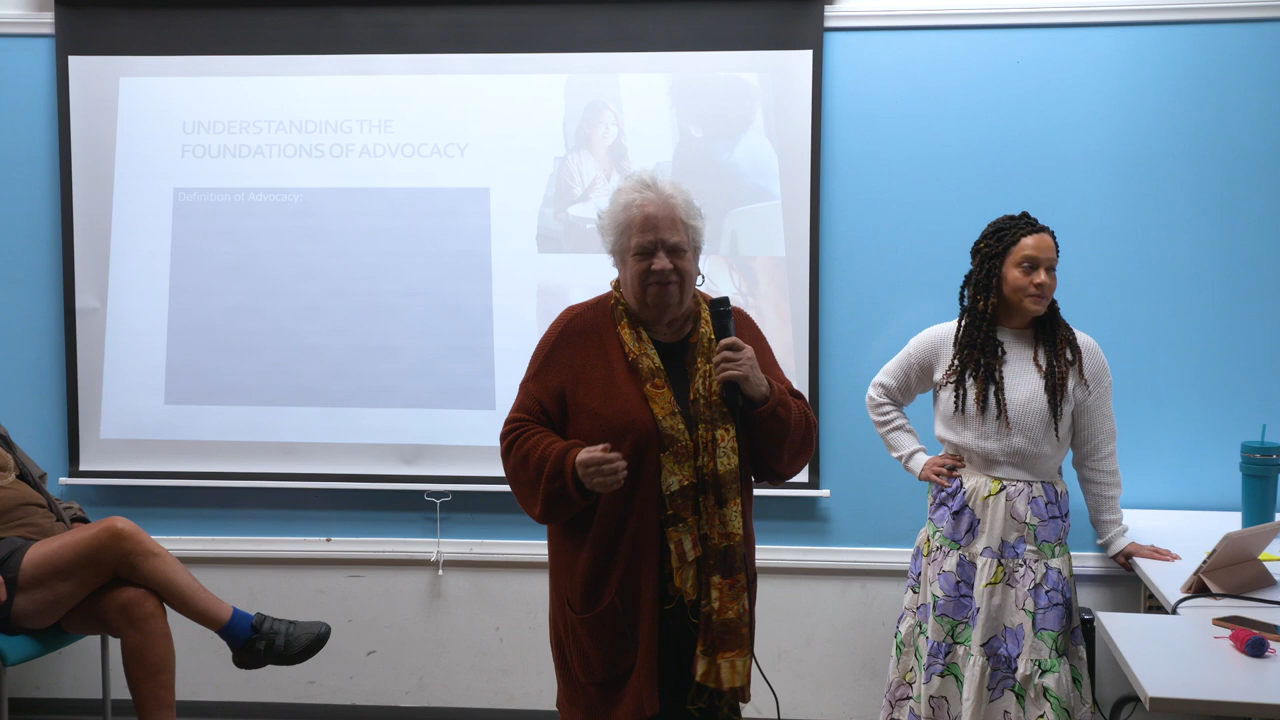 UNDERSTANDING THE
FOUNDATIONS OF ADVOCACY
Definition of Advocacy: